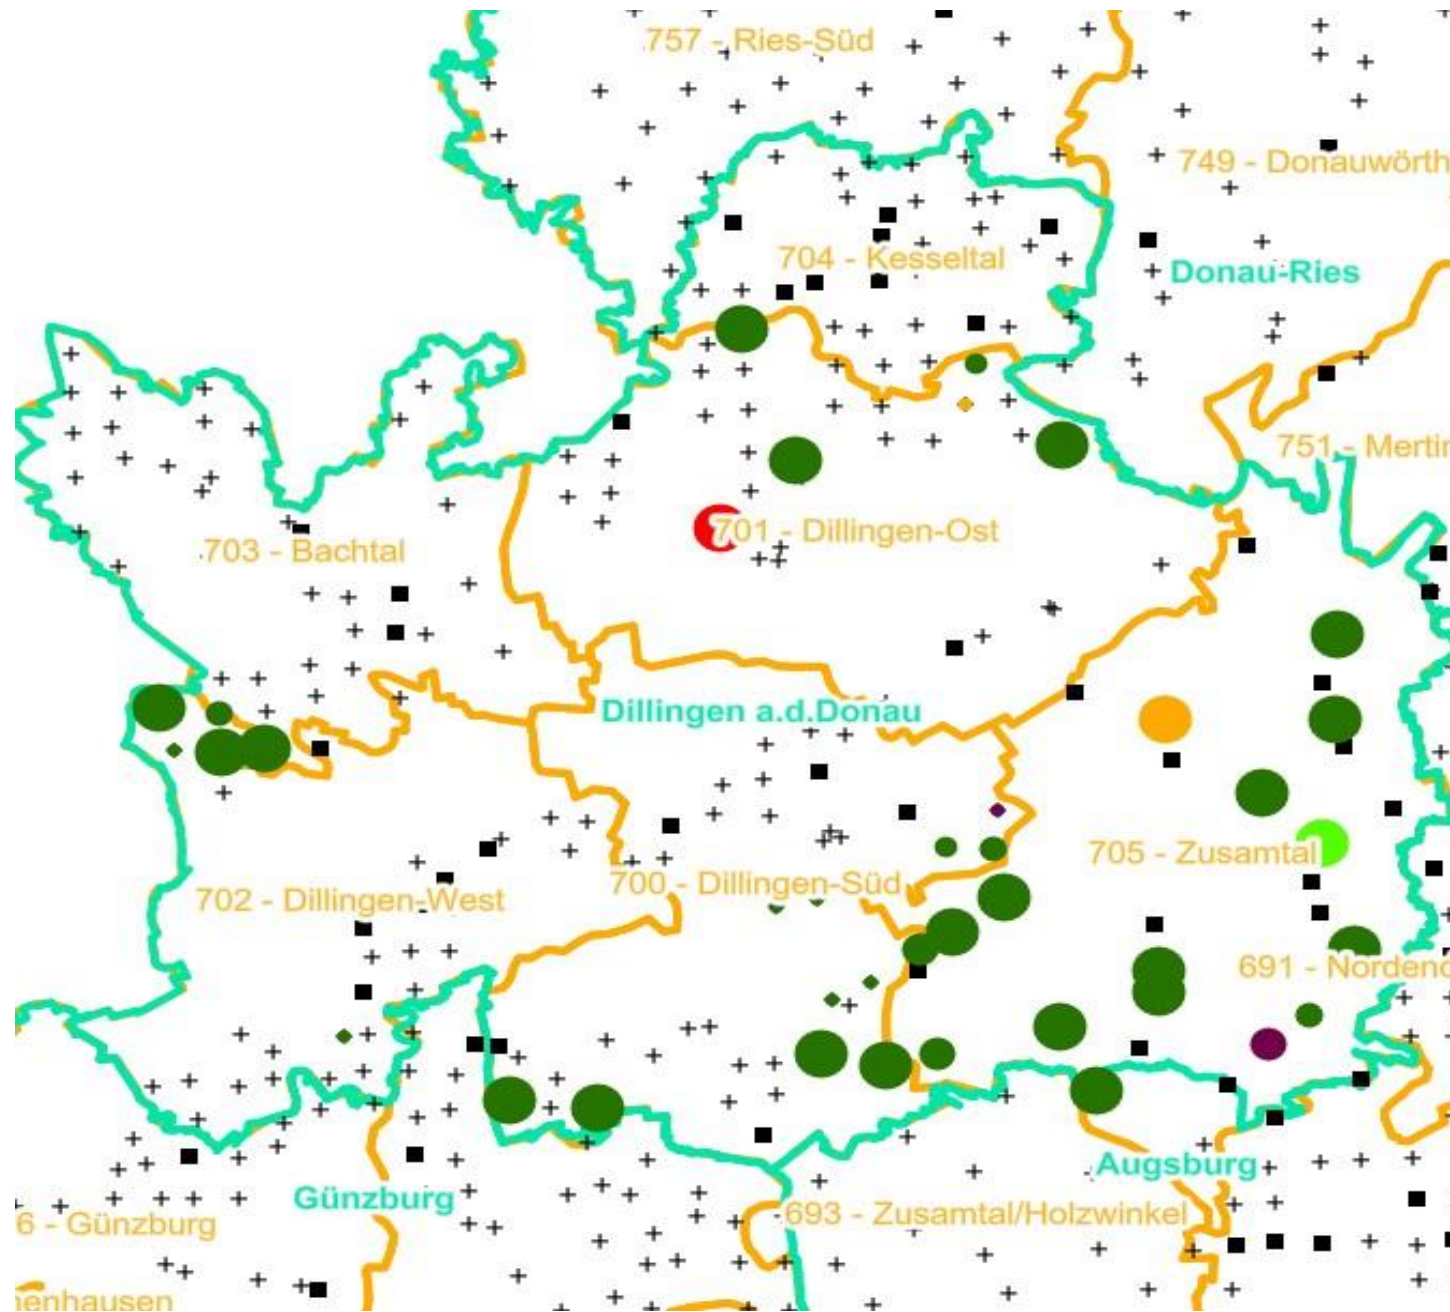 757 - Ries-Süd
749 - Donauwörth
704 - Kesseltal
Donau-Ries
751 - Mertin
701 - Dillingen-Ost
703 - Bachtal
Dillingen a.d.Donau
705 - Zusamtal
700 - Dillingen-Süd
702 - Dillingen-West
691 - Nordend
Augsburg
Günzburg
693 - Zusamtal/Holzwinkel
6 - Günzburg
enhausen